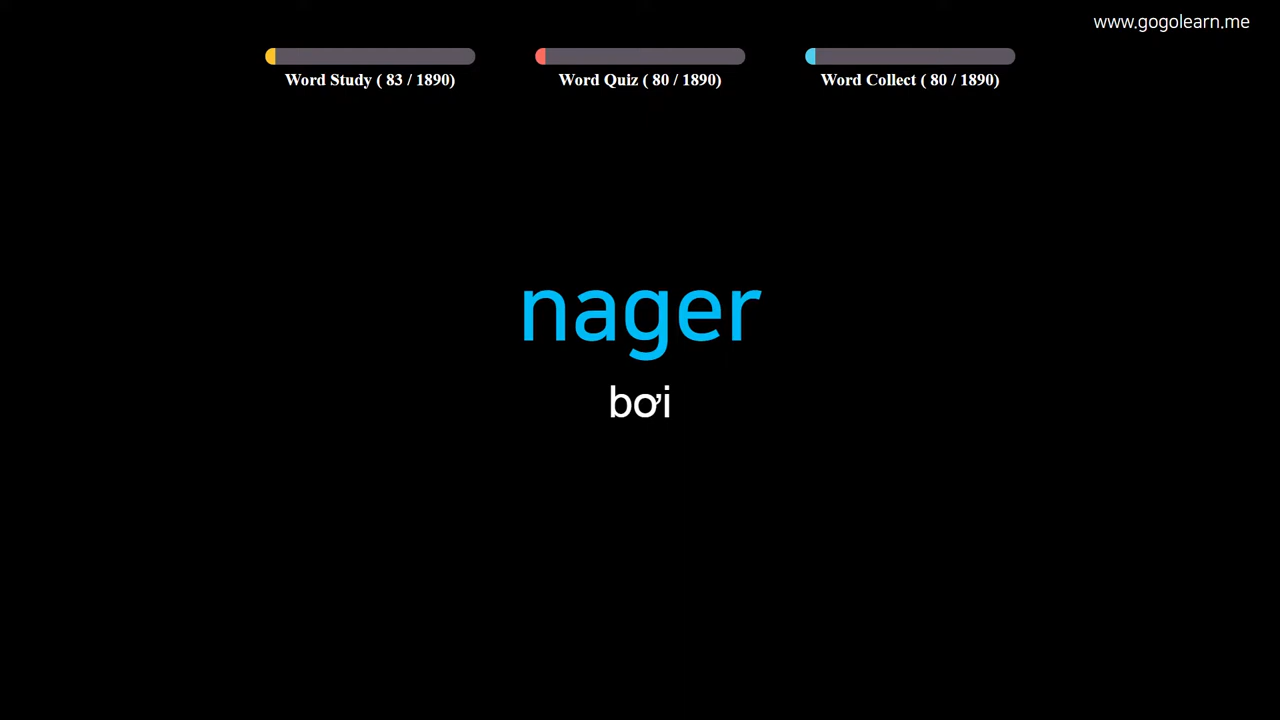 www.gogolearn.me
Word Study ( 83 / 1890)
Word Quiz ( 80 / 1890)
Word Collect ( 80 / 1890)
nager
bơi